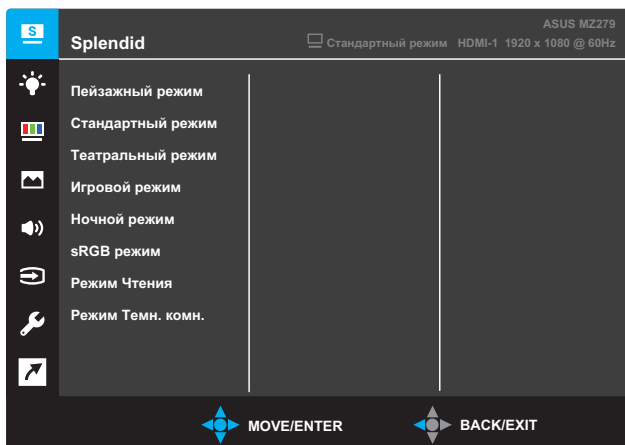 S
ASUS MZ279
Splendid
Стандартный режим HDMI-1 1920 x 1080 @ 60Hz
Пейзажный режим
Стандартный режим
Театральный режим
Игровой режим
Ночной режим
sRGB режим
Режим Чтения
Режим Темн. комн.
MOVE/ENTER
BACK/EXIT